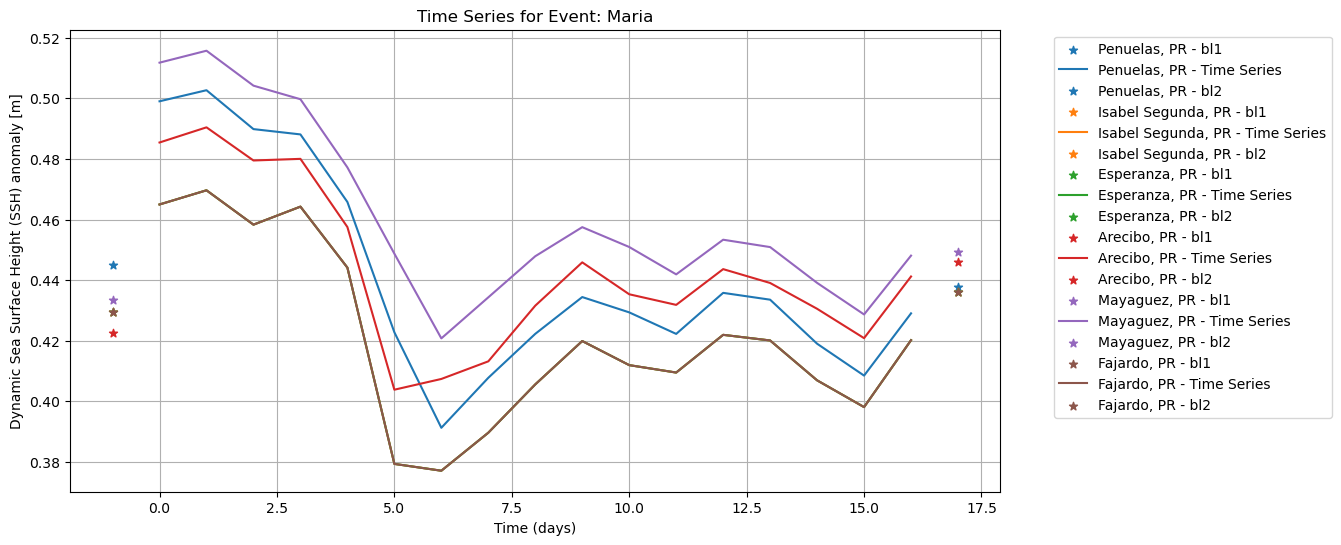 Time Series for Event: Maria
Dynamic Sea Surface Height (SSH) anomaly [m]
0.52
0.50
0.48
0.46
0.44
0.42
0.40
0.38
0.0
2.5
5.0
7.5
10.0
12.5
15.0
17.5
Time (days)
Penuelas, PR - bl1
Penuelas, PR - Time Series
Penuelas, PR - bl2
Isabel Segunda, PR - bl1
Isabel Segunda, PR - Time Series
Isabel Segunda, PR - bl2
Esperanza, PR - bl1
Esperanza, PR - Time Series
Esperanza, PR - bl2
Arecibo, PR - bl1
Arecibo, PR - Time Series
Arecibo, PR - bl2
Mayaguez, PR - bl1
Mayaguez, PR - Time Series
Mayaguez, PR - bl2
Fajardo, PR - bl1
Fajardo, PR - Time Series
Fajardo, PR - bl2